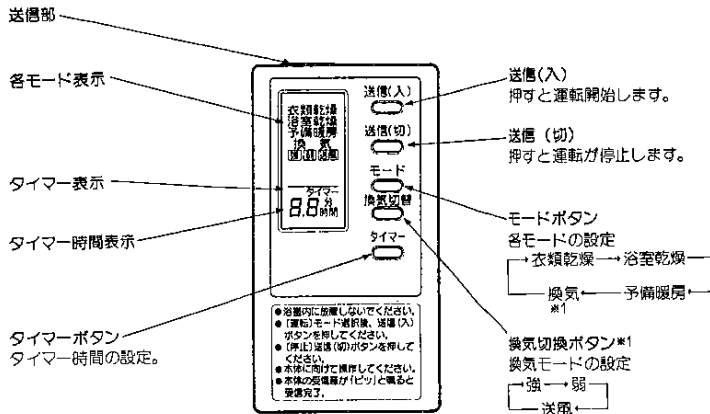 送信部
各モード表示
タイマー表示
タイマー時間表示
タイマーボタン
タイマー時間の設定。
衣類乾燥
浴室乾燥
予備暖房
換 気
タイマー
8.8 分
時間
送信(入)
送信(切)
モード
換気切替
タイマー
●浴室内に放置しないでください。
●(運転)モード選択後、送信(入)
ボタンを押してください。
●(停止)送信(切)ボタンを押して
ください。
●本体に向けて操作してください。
●本体の受信部が「ピッ」と鳴ると
受信完了。
送信(入)
押すと運転開始します。
送信(切)
押すと運転が停止します。
モードボタン
各モードの設定
衣類乾燥→浴室乾燥
換気←予備暖房
※1
換気切換ボタン※1
換気モードの設定
強→弱
送風